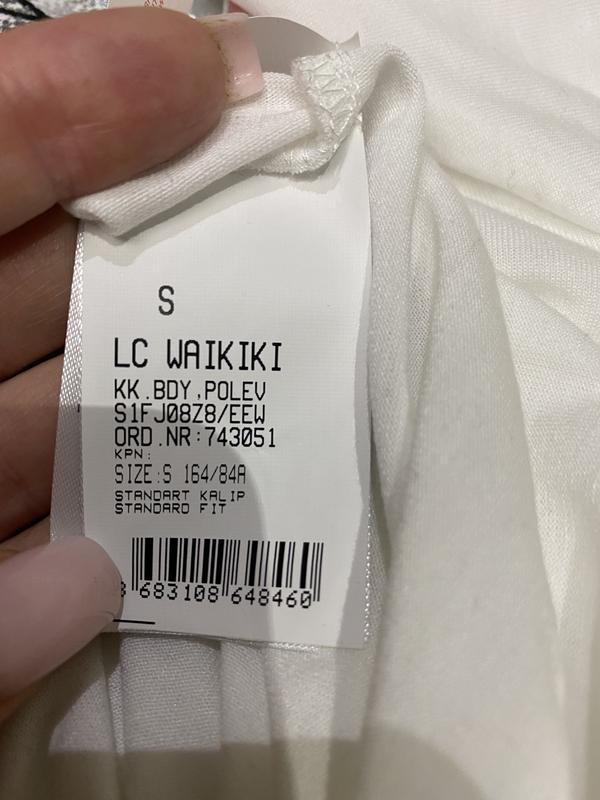 S
LC WAIKIKI
KK.BDY,POLEV
S1FJ08Z8/EEW
ORD.NR:743051
KPN:
SIZE:S 164/84A
STANDART KALIP
STANDARD FIT
8 683108 648460